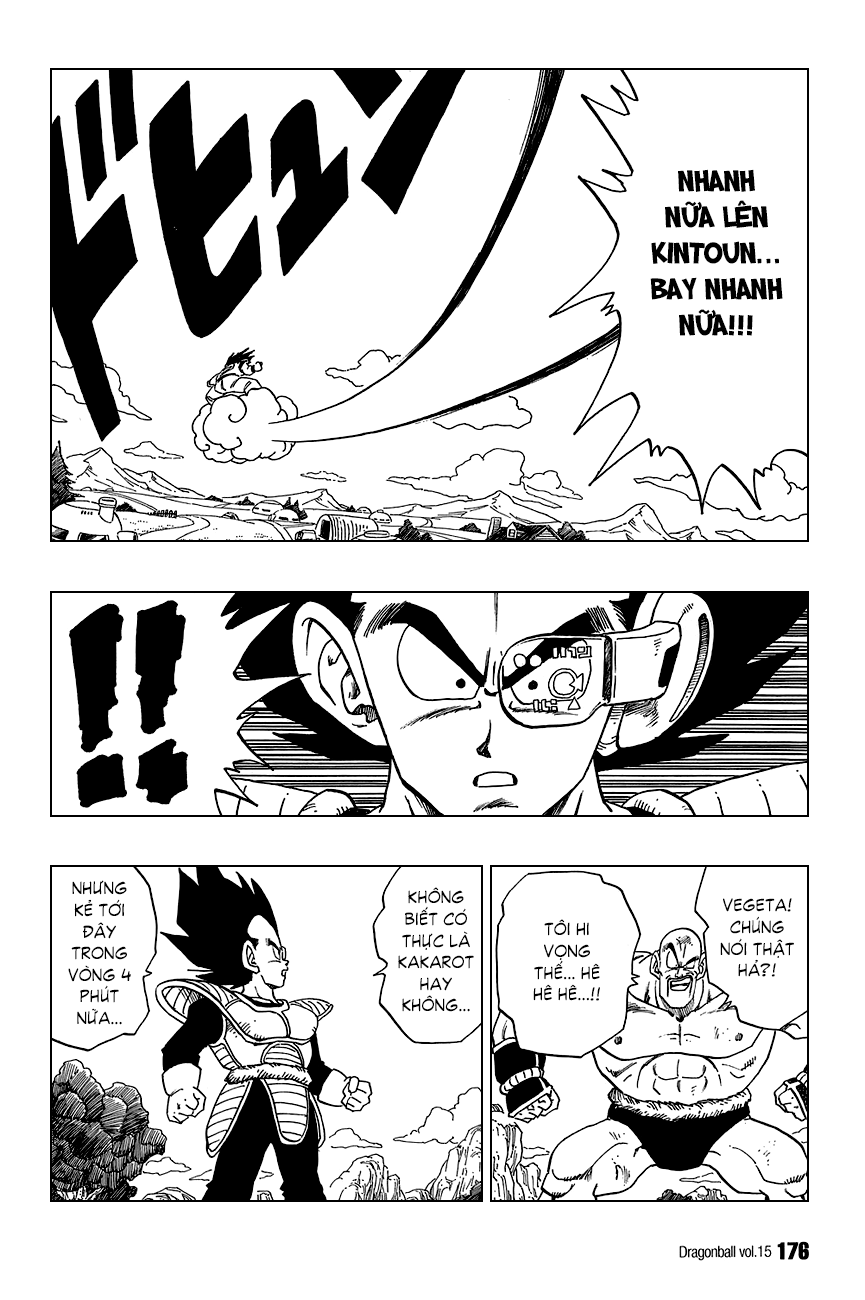 ドヒュン
NHANH
NỮA LÊN
KINTOUN...
BAY NHANH
NỮA!!!
!!
VEGETA!
CHÚNG
NÓI THẬT
HẢ?!
TÔI HI
VỌNG
THẾ... HÊ
HÊ HÊ...!!
KHÔNG
BIẾT CÓ
THỰC LÀ
KAKAROT
HAY
KHÔNG...
NHƯNG
KẺ TỚI
ĐÂY
TRONG
VÒNG 4
PHÚT
NỮA...
Dragonball vol.15 176